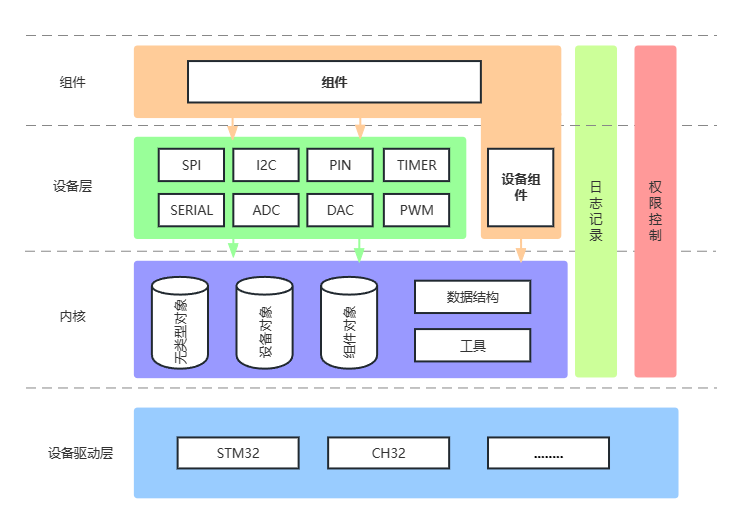 组件
组件
设备层
SPI
I2C
PIN
TIMER
SERIAL
ADC
DAC
PWM
设备组
件
日志记录
权限控制
内核
无类型对象
设备对象
组件对象
数据结构
工具
设备驱动层
STM32
CH32
........